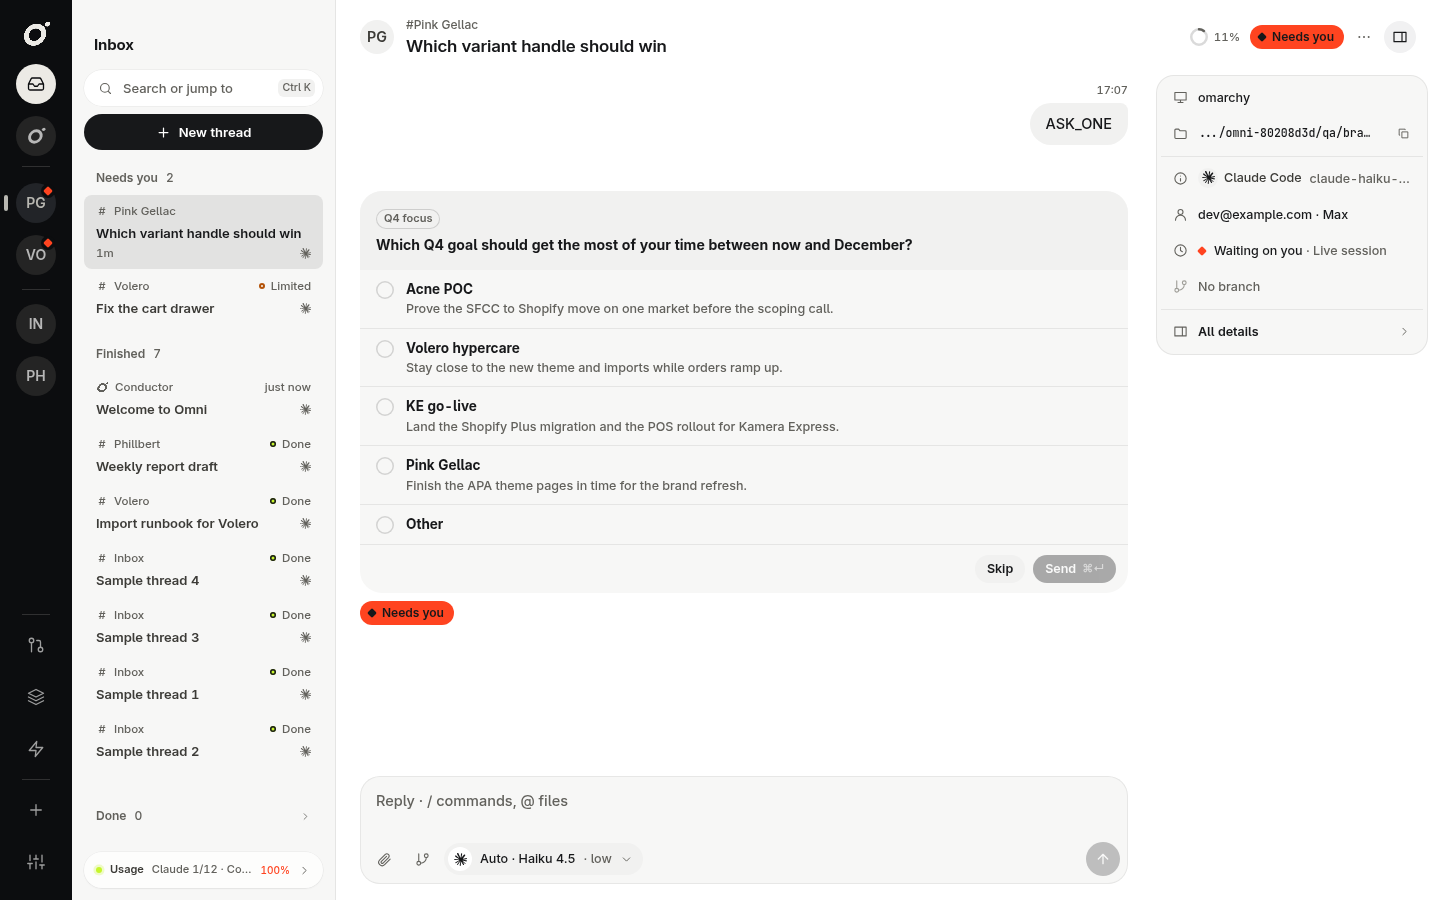 Inbox
Search or jump to
Ctrl K
New thread
Needs you 2
# Pink Gellac
Which variant handle should win
1m
# Volero
Limited
Fix the cart drawer
Finished 7
Conductor
just now
Welcome to Omni
# Phillbert
Done
Weekly report draft
# Volero
Done
Import runbook for Volero
# Inbox
Done
Sample thread 4
# Inbox
Done
Sample thread 3
# Inbox
Done
Sample thread 1
# Inbox
Done
Sample thread 2
Done 0
Usage Claude 1/12 · Co... 100%
PG
VO
IN
PH
PG
#Pink Gellac
Which variant handle should win
11%
Needs you
17:07
ASK_ONE
Q4 focus
Which Q4 goal should get the most of your time between now and December?
Acne POC
Prove the SFCC to Shopify move on one market before the scoping call.
Volero hypercare
Stay close to the new theme and imports while orders ramp up.
KE go-live
Land the Shopify Plus migration and the POS rollout for Kamera Express.
Pink Gellac
Finish the APA theme pages in time for the brand refresh.
Other
Skip
Send ⌘↵
Needs you
Reply · / commands, @ files
Auto · Haiku 4.5 · low
omarchy
.../omni-80208d3d/qa/bra…
Claude Code claude-haiku-...
dev@example.com · Max
Waiting on you · Live session
No branch
All details